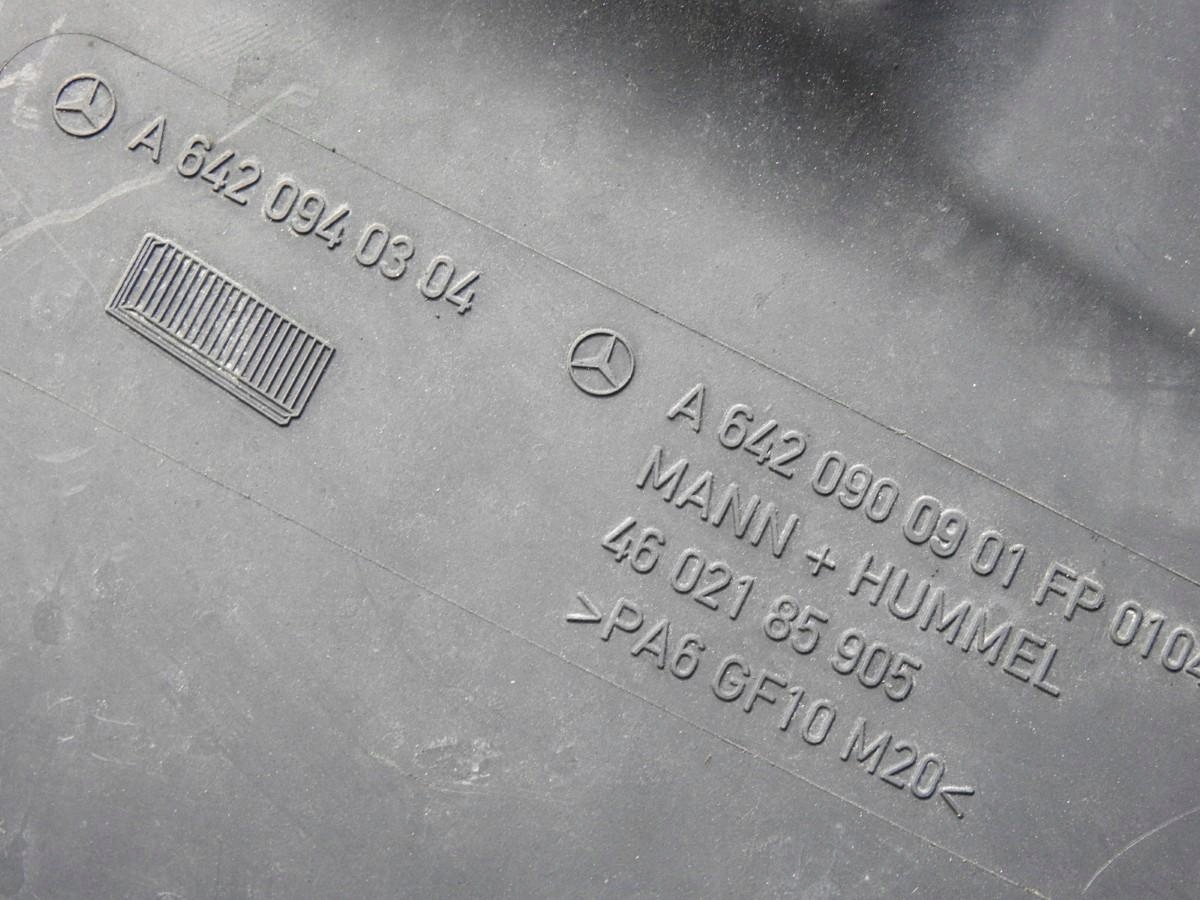 A 642 094 03 04
A 642 090 09 01 FP 0104
MANN + HUMMEL
46 021 85 905
>PA6 GF10 M20<